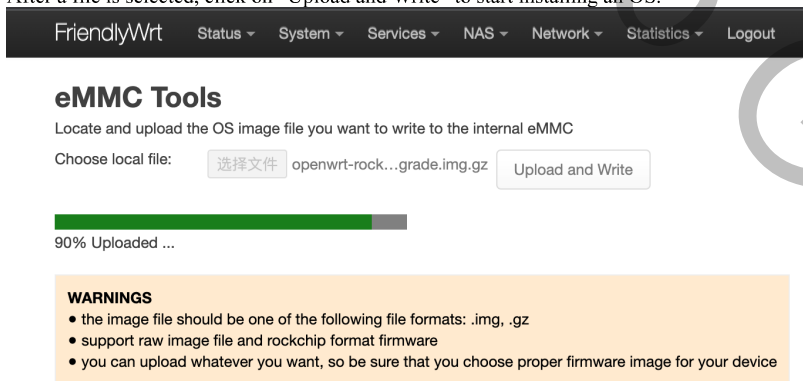 After a file is selected, click on "Upload and Write" to start installing an OS.
FriendlyWrt Status System Services NAS Network Statistics Logout
eMMC Tools
Locate and upload the OS image file you want to write to the internal eMMC
Choose local file: 选择文件 openwrt-rock...grade.img.gz Upload and Write
90% Uploaded ...
WARNINGS
● the image file should be one of the following file formats: .img, .gz
● support raw image file and rockchip format firmware
● you can upload whatever you want, so be sure that you choose proper firmware image for your device